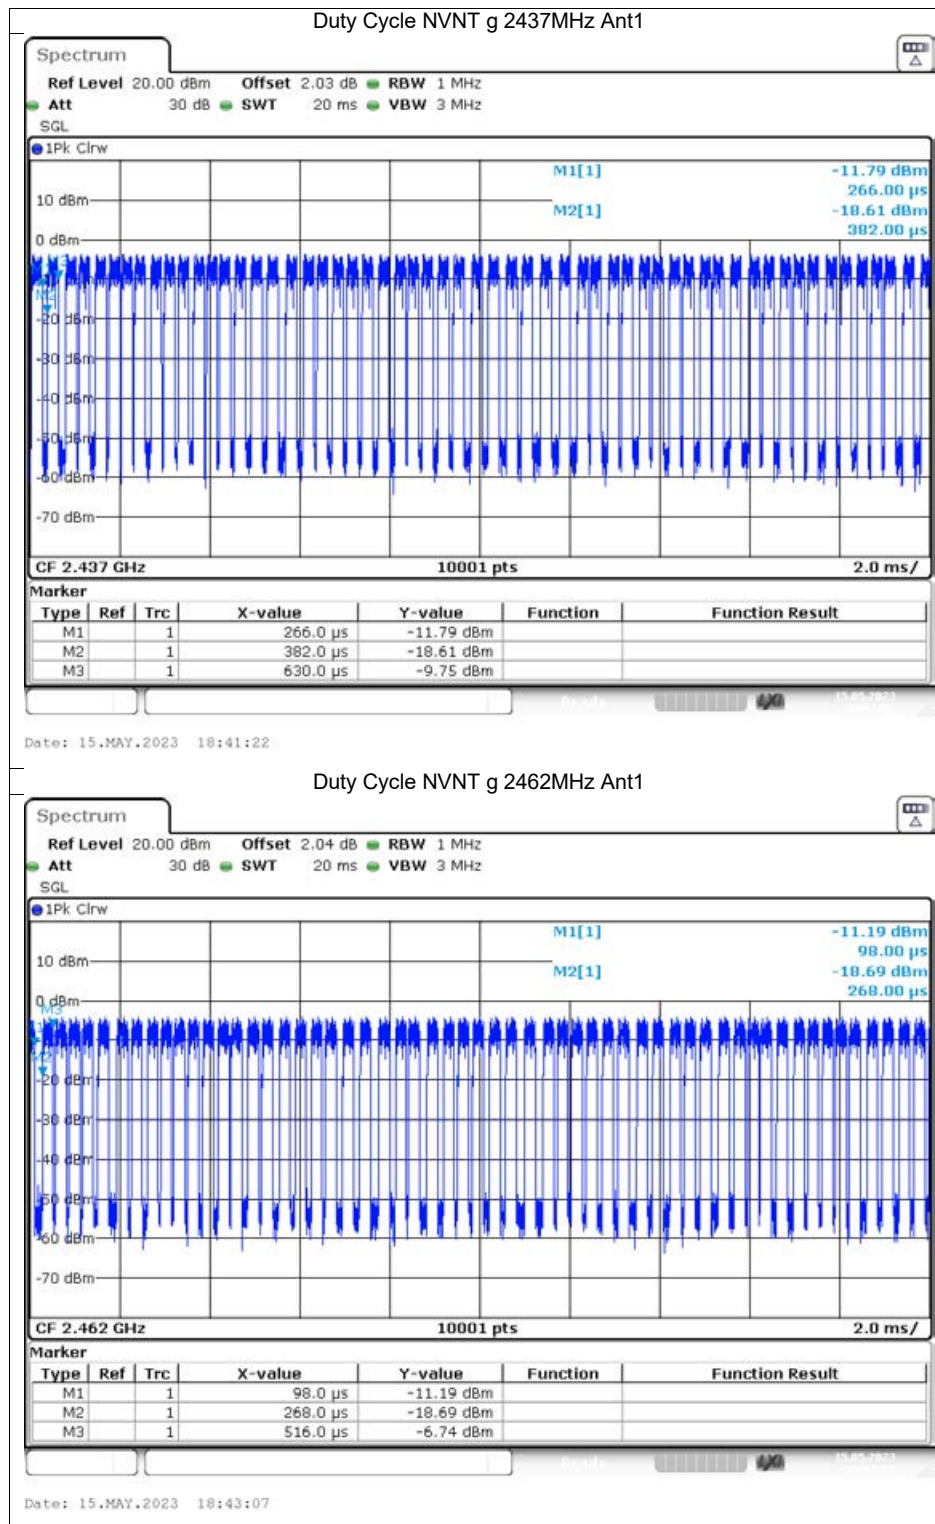 Duty Cycle NVNT g 2437MHz Ant1
Spectrum
Ref Level 20.00 dBm Offset 2.03 dB RBW 1 MHz
Att 30 dB SWT 20 ms VBW 3 MHz
SGL
1Pk Clrw
M1[1] -11.79 dBm
266.00 µs
10 dBm
M2[1] -18.61 dBm
382.00 µs
0 dBm
M2
-20 dBm
-30 dBm
-40 dBm
-50 dBm
-60 dBm
-70 dBm
CF 2.437 GHz 10001 pts 2.0 ms/
Marker
Type Ref Trc X-value Y-value Function Function Result
M1 1 266.0 µs -11.79 dBm
M2 1 382.0 µs -18.61 dBm
M3 1 630.0 µs -9.75 dBm
15.05.2023
Date: 15.MAY.2023 18:41:22
Duty Cycle NVNT g 2462MHz Ant1
Spectrum
Ref Level 20.00 dBm Offset 2.04 dB RBW 1 MHz
Att 30 dB SWT 20 ms VBW 3 MHz
SGL
1Pk Clrw
M1[1] -11.19 dBm
98.00 µs
10 dBm
M2[1] -18.69 dBm
268.00 µs
0 dBm
M3
M2
-20 dBm
-30 dBm
-40 dBm
-50 dBm
-60 dBm
-70 dBm
CF 2.462 GHz 10001 pts 2.0 ms/
Marker
Type Ref Trc X-value Y-value Function Function Result
M1 1 98.0 µs -11.19 dBm
M2 1 268.0 µs -18.69 dBm
M3 1 516.0 µs -6.74 dBm
15.05.2023
Date: 15.MAY.2023 18:43:07